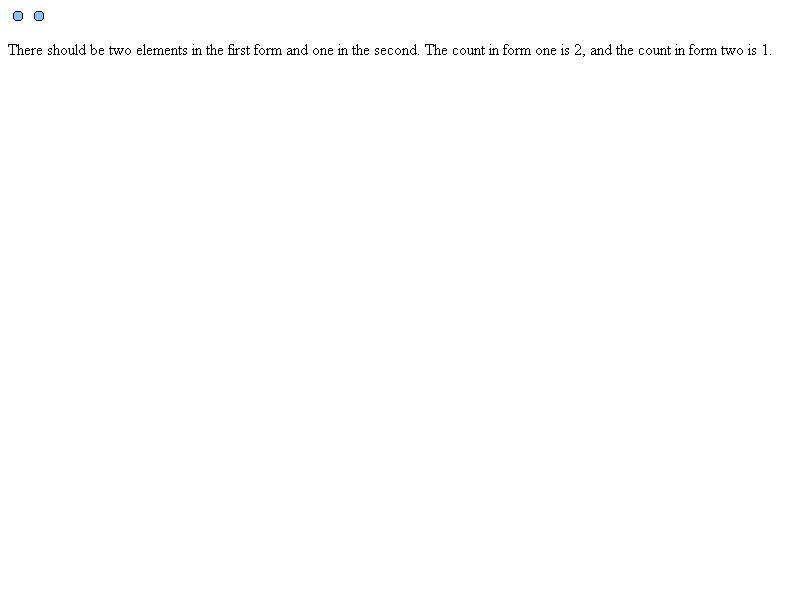 There should be two elements in the first form and one in the second. The count in form one is 2, and the count in form two is 1.